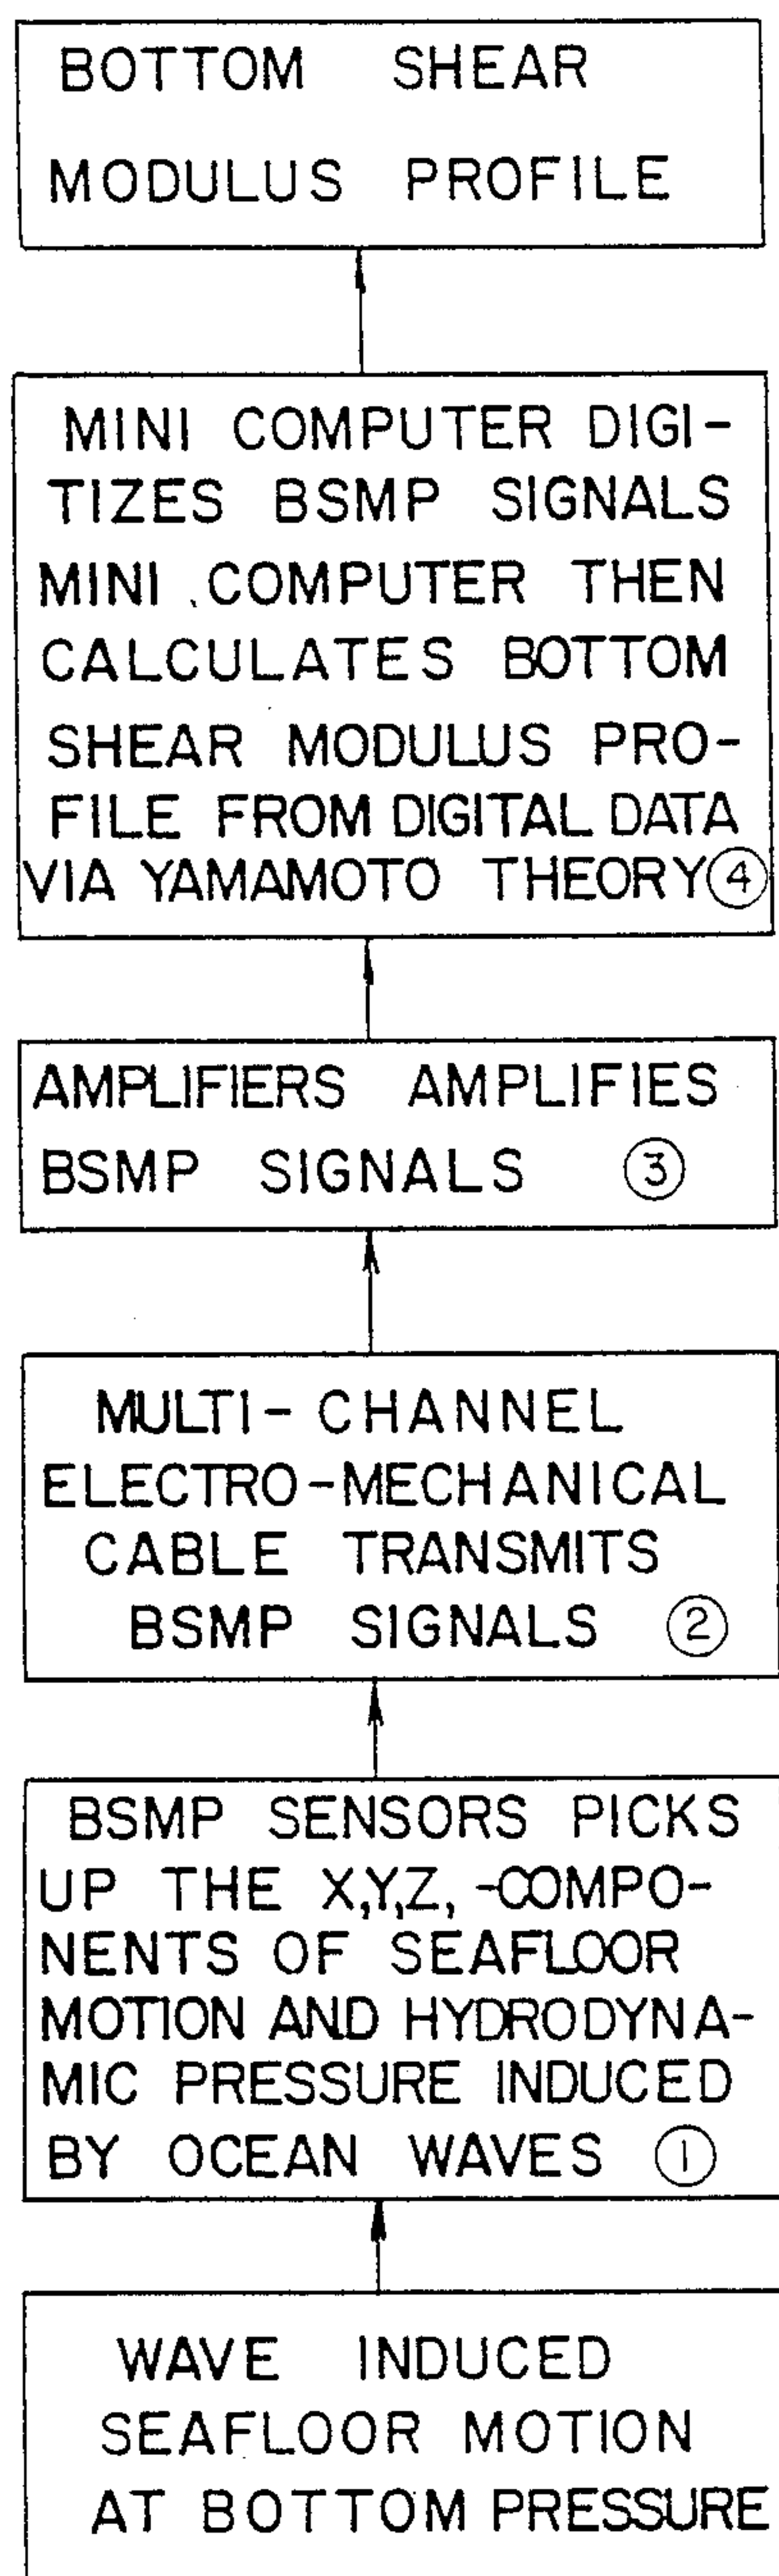 BOTTOM SHEAR
MODULUS PROFILE
MINI COMPUTER DIGI-
TIZES BSMP SIGNALS
MINI COMPUTER THEN
CALCULATES BOTTOM
SHEAR MODULUS PRO-
FILE FROM DIGITAL DATA
VIA YAMAMOTO THEORY 4
AMPLIFIERS AMPLIFIES
BSMP SIGNALS 3
MULTI-CHANNEL
ELECTRO-MECHANICAL
CABLE TRANSMITS
BSMP SIGNALS 2
BSMP SENSORS PICKS
UP THE X,Y,Z, -COMPO-
NENTS OF SEAFLOOR
MOTION AND HYDRODYNA-
MIC PRESSURE INDUCED
BY OCEAN WAVES 1
WAVE INDUCED
SEAFLOOR MOTION
AT BOTTOM PRESSURE